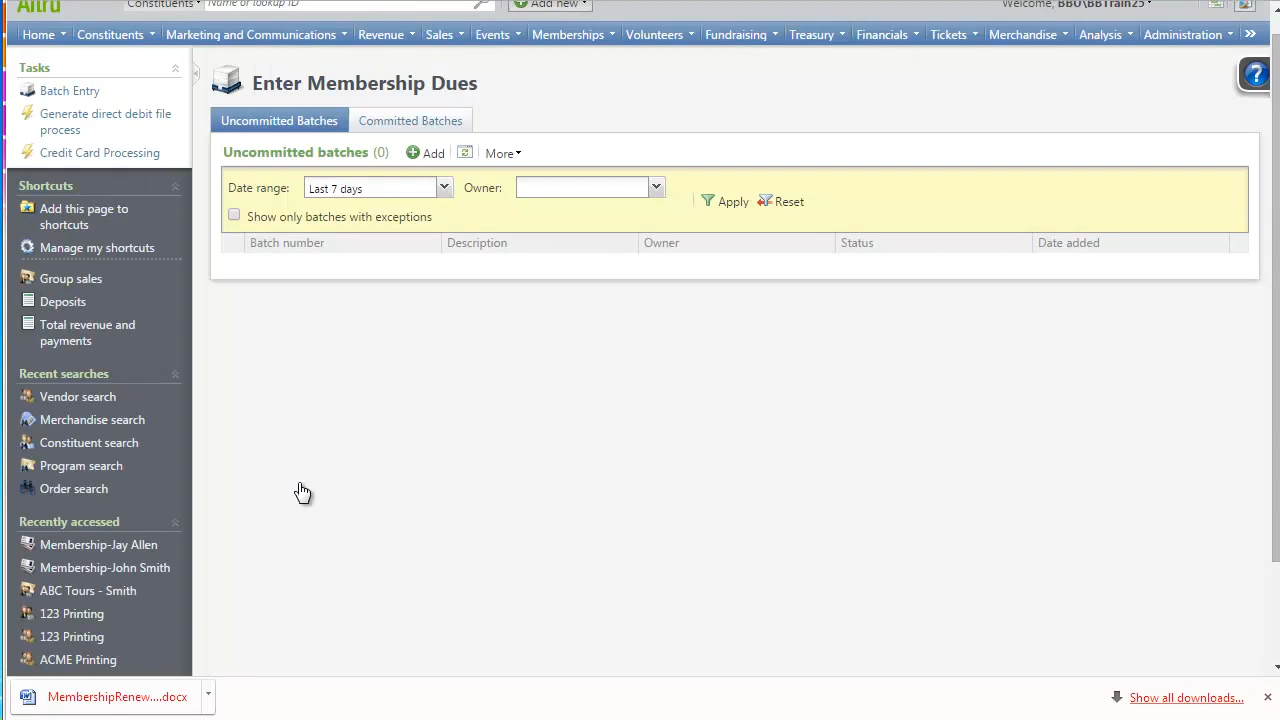 Altru
Constituents
Name or lookup ID
Add new
Welcome, BBU\BBTrain25
Home
Constituents
Marketing and Communications
Revenue
Sales
Events
Memberships
Volunteers
Fundraising
Treasury
Financials
Tickets
Merchandise
Analysis
Administration
Tasks
Batch Entry
Generate direct debit file
process
Credit Card Processing
Shortcuts
Add this page to
shortcuts
Manage my shortcuts
Group sales
Deposits
Total revenue and
payments
Recent searches
Vendor search
Merchandise search
Constituent search
Program search
Order search
Recently accessed
Membership-Jay Allen
Membership-John Smith
ABC Tours - Smith
123 Printing
123 Printing
ACME Printing
Enter Membership Dues
Uncommitted Batches
Committed Batches
Uncommitted batches (0)
Add
More
Date range:
Last 7 days
Owner:
Apply
Reset
Show only batches with exceptions
Batch number
Description
Owner
Status
Date added
?
MembershipRenew....docx
Show all downloads...